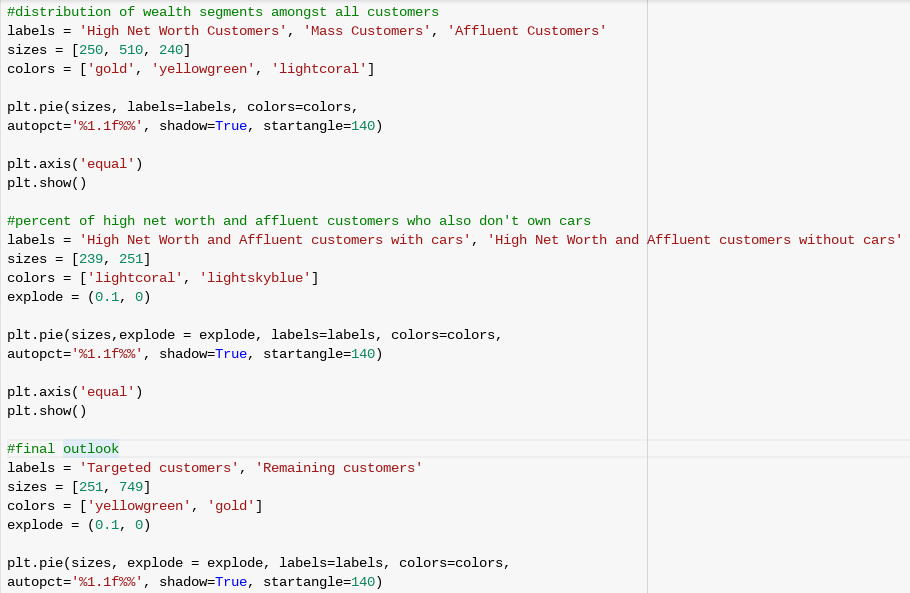 #distribution of wealth segments amongst all customers
labels = 'High Net Worth Customers', 'Mass Customers', 'Affluent Customers'
sizes = [250, 510, 240]
colors = ['gold', 'yellowgreen', 'lightcoral']
plt.pie(sizes, labels=labels, colors=colors,
autopct='%1.1f%%', shadow=True, startangle=140)
plt.axis('equal')
plt.show()
#percent of high net worth and affluent customers who also don't own cars
labels = 'High Net Worth and Affluent customers with cars', 'High Net Worth and Affluent customers without cars'
sizes = [239, 251]
colors = ['lightcoral', 'lightskyblue']
explode = (0.1, 0)
plt.pie(sizes,explode = explode, labels=labels, colors=colors,
autopct='%1.1f%%', shadow=True, startangle=140)
plt.axis('equal')
plt.show()
#final outlook
labels = 'Targeted customers', 'Remaining customers'
sizes = [251, 749]
colors = ['yellowgreen', 'gold']
explode = (0.1, 0)
plt.pie(sizes, explode = explode, labels=labels, colors=colors,
autopct='%1.1f%%', shadow=True, startangle=140)